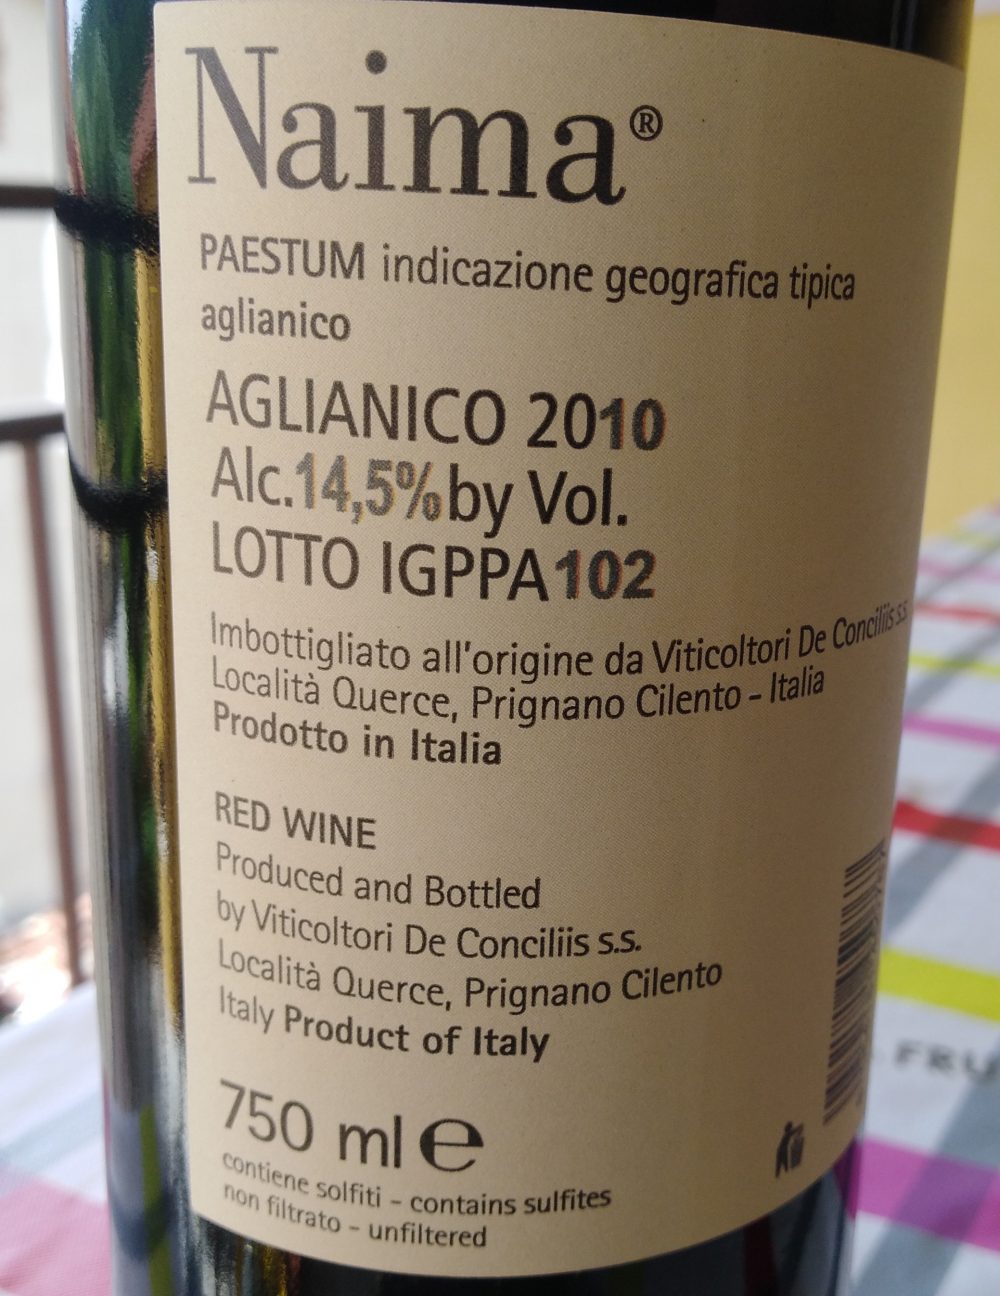 Naima®
PAESTUM indicazione geografica tipica
aglianico
AGLIANICO 2010
Alc.14,5% by Vol.
LOTTO IGPPA102
Imbottigliato all'origine da Viticoltori De Conciliis s.s.
Località Querce, Prignano Cilento - Italia
Prodotto in Italia
RED WINE
Produced and Bottled
by Viticoltori De Conciliis s.s.
Località Querce, Prignano Cilento
Italy Product of Italy
750 ml e
contiene solfiti - contains sulfites
non filtrato - unfiltered